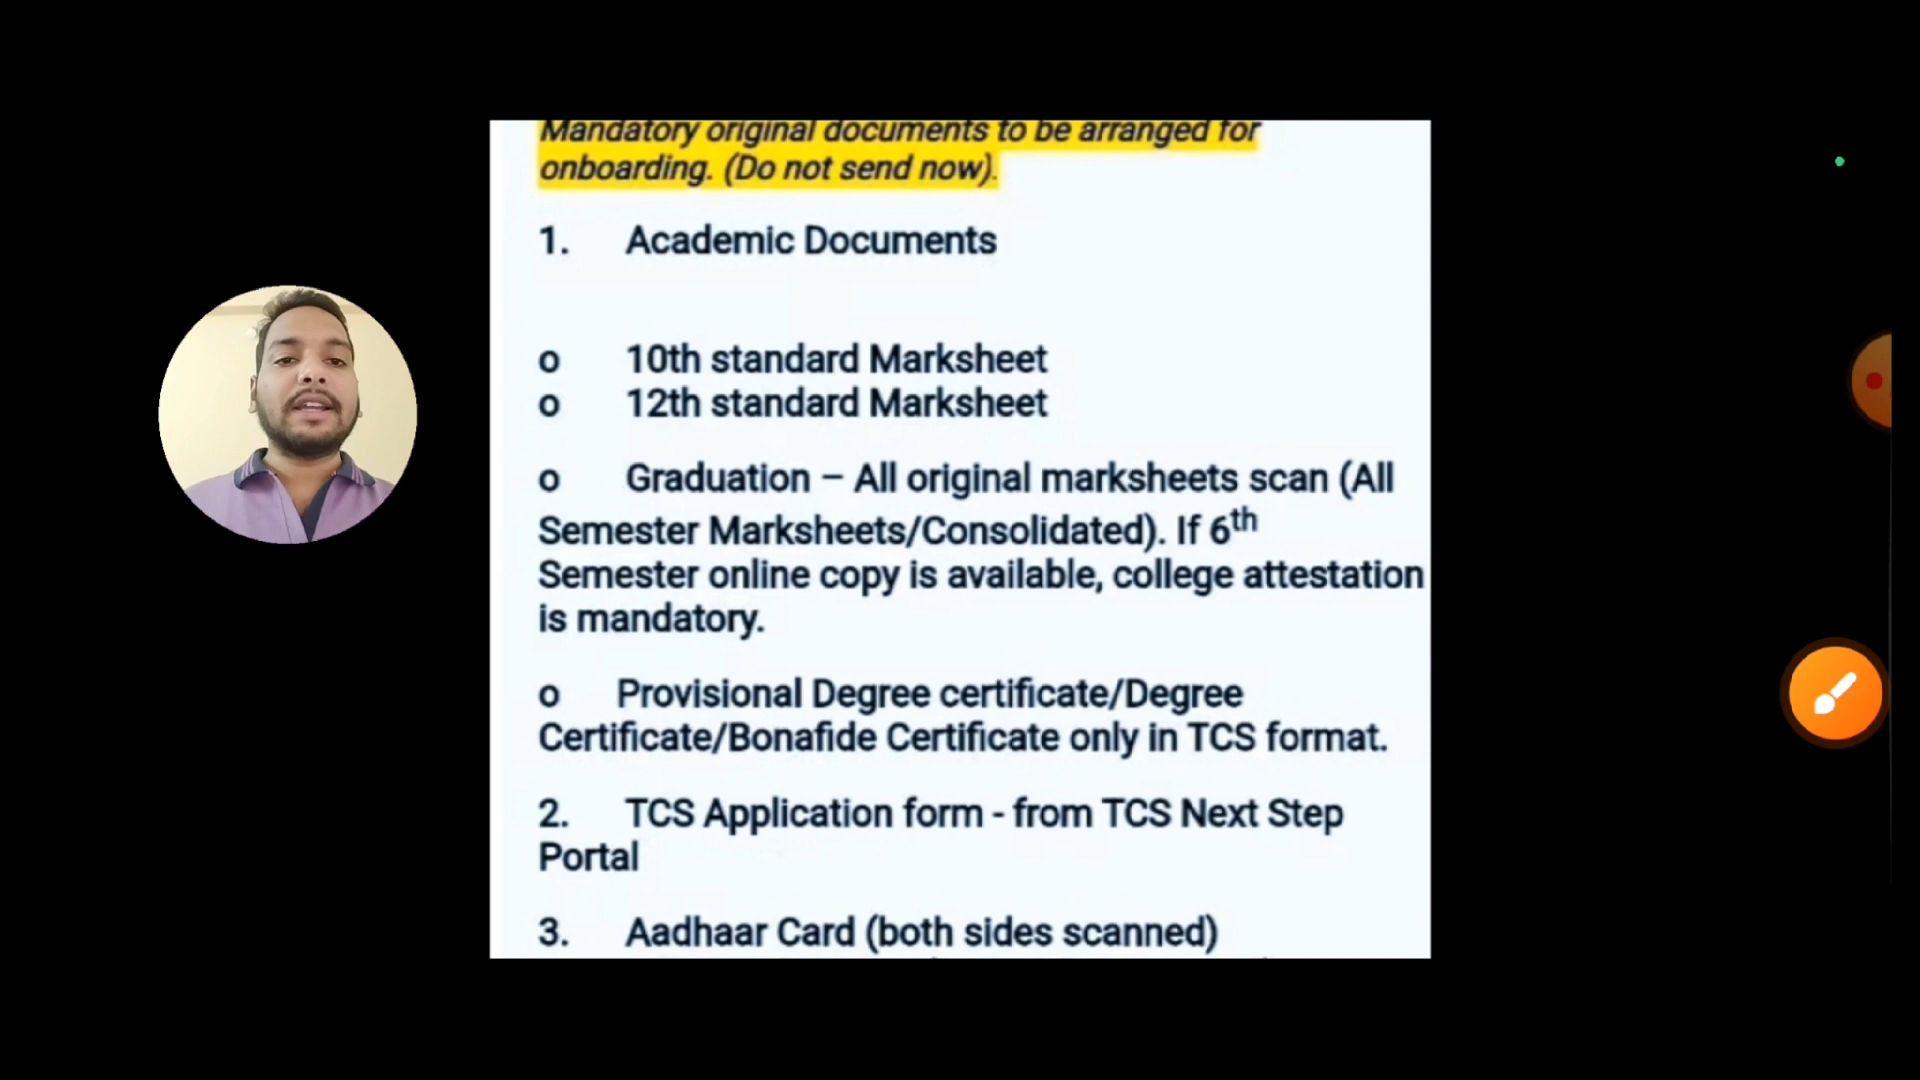 Mandatory original documents to be arranged for
onboarding. (Do not send now).
1. Academic Documents
o 10th standard Marksheet
o 12th standard Marksheet
o Graduation – All original marksheets scan (All
Semester Marksheets/Consolidated). If 6th
Semester online copy is available, college attestation
is mandatory.
o Provisional Degree certificate/Degree
Certificate/Bonafide Certificate only in TCS format.
2. TCS Application form - from TCS Next Step
Portal
3. Aadhaar Card (both sides scanned)